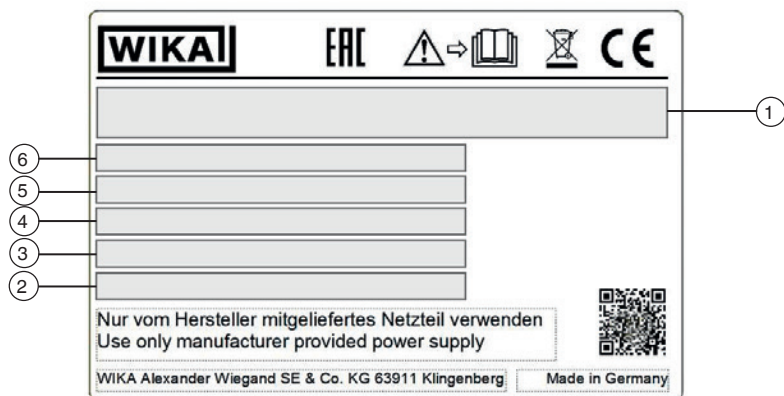 WIKAI EAC CE
1
6
5
4
3
2
Nur vom Hersteller mitgeliefertes Netzteil verwenden
Use only manufacturer provided power supply
WIKA Alexander Wiegand SE & Co. KG 63911 Klingenberg Made in Germany